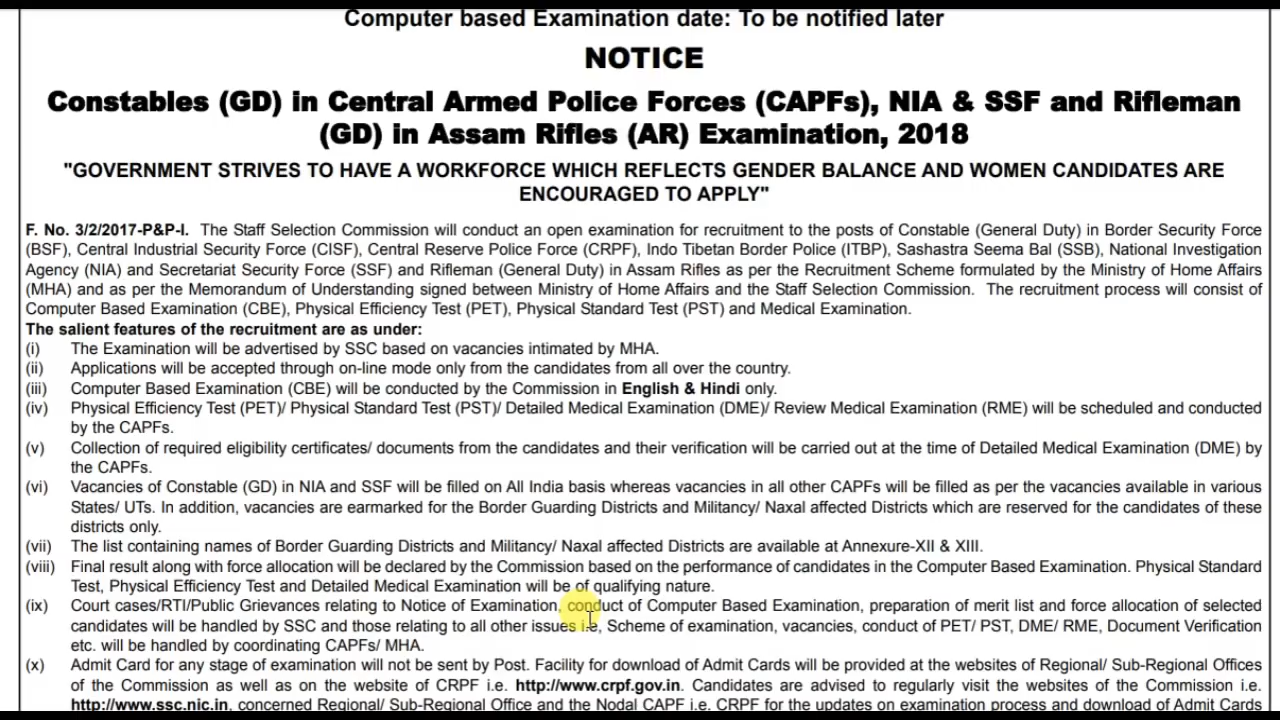 Computer based Examination date: To be notified later
NOTICE
Constables (GD) in Central Armed Police Forces (CAPFs), NIA & SSF and Rifleman
(GD) in Assam Rifles (AR) Examination, 2018
"GOVERNMENT STRIVES TO HAVE A WORKFORCE WHICH REFLECTS GENDER BALANCE AND WOMEN CANDIDATES ARE
ENCOURAGED TO APPLY"
F. No. 3/2/2017-P&P-I. The Staff Selection Commission will conduct an open examination for recruitment to the posts of Constable (General Duty) in Border Security Force
(BSF), Central Industrial Security Force (CISF), Central Reserve Police Force (CRPF), Indo Tibetan Border Police (ITBP), Sashastra Seema Bal (SSB), National Investigation
Agency (NIA) and Secretariat Security Force (SSF) and Rifleman (General Duty) in Assam Rifles as per the Recruitment Scheme formulated by the Ministry of Home Affairs
(MHA) and as per the Memorandum of Understanding signed between Ministry of Home Affairs and the Staff Selection Commission. The recruitment process will consist of
Computer Based Examination (CBE), Physical Efficiency Test (PET), Physical Standard Test (PST) and Medical Examination.
The salient features of the recruitment are as under:
(i) The Examination will be advertised by SSC based on vacancies intimated by MHA.
(ii) Applications will be accepted through on-line mode only from the candidates from all over the country.
(iii) Computer Based Examination (CBE) will be conducted by the Commission in English & Hindi only.
(iv) Physical Efficiency Test (PET)/ Physical Standard Test (PST)/ Detailed Medical Examination (DME)/ Review Medical Examination (RME) will be scheduled and conducted
by the CAPFs.
(v) Collection of required eligibility certificates/ documents from the candidates and their verification will be carried out at the time of Detailed Medical Examination (DME) by
the CAPFs.
(vi) Vacancies of Constable (GD) in NIA and SSF will be filled on All India basis whereas vacancies in all other CAPFs will be filled as per the vacancies available in various
States/ UTs. In addition, vacancies are earmarked for the Border Guarding Districts and Militancy/ Naxal affected Districts which are reserved for the candidates of these
districts only.
(vii) The list containing names of Border Guarding Districts and Militancy/ Naxal affected Districts are available at Annexure-XII & XIII.
(viii) Final result along with force allocation will be declared by the Commission based on the performance of candidates in the Computer Based Examination. Physical Standard
Test, Physical Efficiency Test and Detailed Medical Examination will be of qualifying nature.
(ix) Court cases/RTI/Public Grievances relating to Notice of Examination, conduct of Computer Based Examination, preparation of merit list and force allocation of selected
candidates will be handled by SSC and those relating to all other issues i.e, Scheme of examination, vacancies, conduct of PET/ PST, DME/ RME, Document Verification
etc. will be handled by coordinating CAPFs/ MHA.
(x) Admit Card for any stage of examination will not be sent by Post. Facility for download of Admit Cards will be provided at the websites of Regional/ Sub-Regional Offices
of the Commission as well as on the website of CRPF i.e. http://www.crpf.gov.in. Candidates are advised to regularly visit the websites of the Commission i.e.
http://www.ssc.nic.in, concerned Regional/ Sub-Regional Office and the Nodal CAPF i.e. CRPF for the updates on examination process and download of Admit Cards